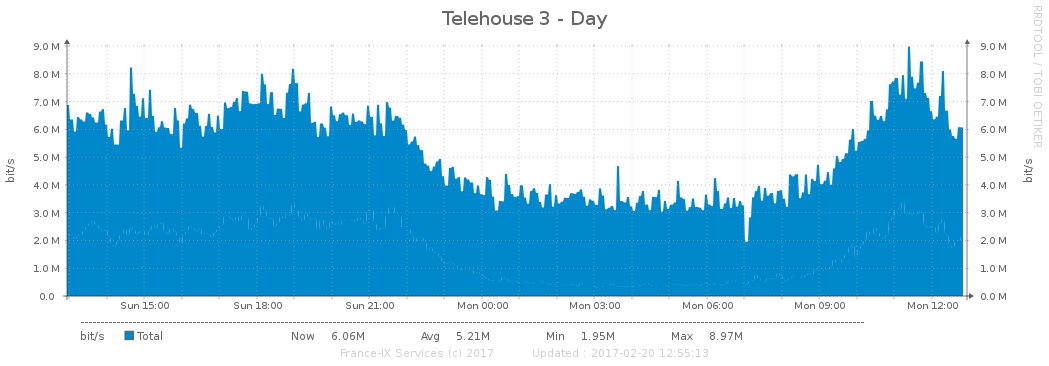 Telehouse 3 - Day
RRDTOOL / TOBI OETIKER
bit/s
9.0 M 9.0 M
8.0 M 8.0 M
7.0 M 7.0 M
6.0 M 6.0 M
5.0 M 5.0 M
4.0 M 4.0 M
3.0 M 3.0 M
2.0 M 2.0 M
1.0 M 1.0 M
0.0 0.0 M
bit/s
Sun 15:00 Sun 18:00 Sun 21:00 Mon 00:00 Mon 03:00 Mon 06:00 Mon 09:00 Mon 12:00
bit/s Total Now 6.06M Avg 5.21M Min 1.95M Max 8.97M
France-IX Services (c) 2017 Updated : 2017-02-20 12:55:13